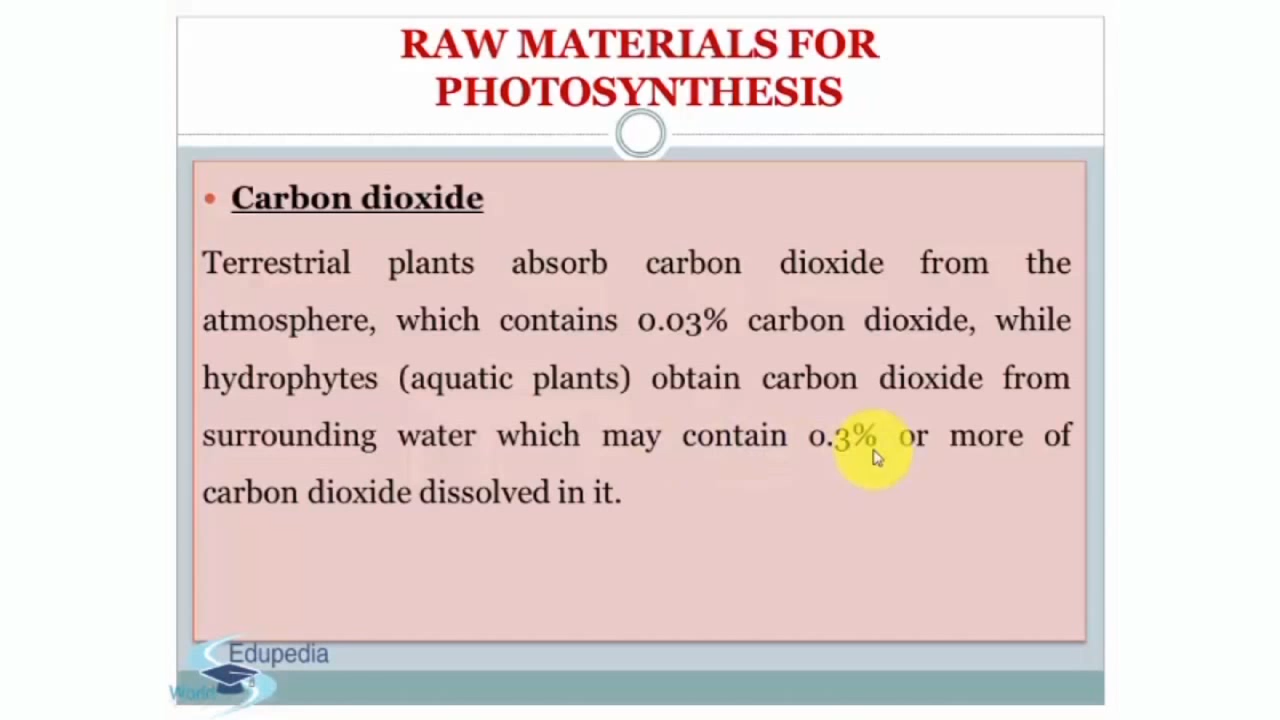 RAW MATERIALS FOR
PHOTOSYNTHESIS
• Carbon dioxide
Terrestrial plants absorb carbon dioxide from the
atmosphere, which contains 0.03% carbon dioxide, while
hydrophytes (aquatic plants) obtain carbon dioxide from
surrounding water which may contain 0.3% or more of
carbon dioxide dissolved in it.
Edupedia
World